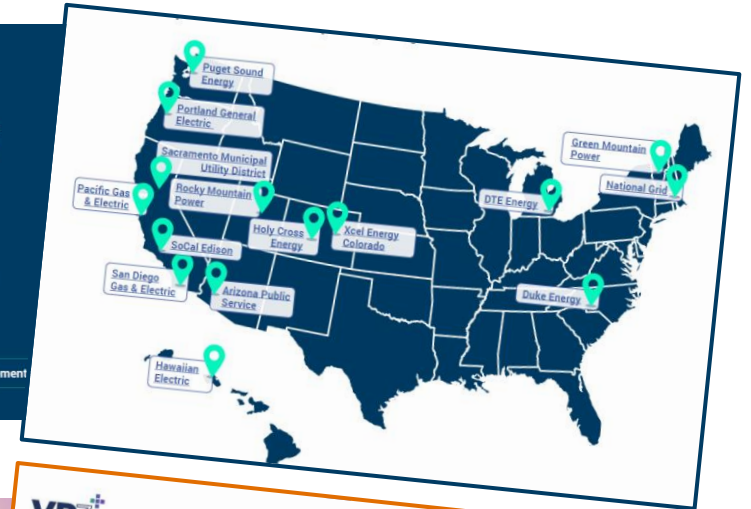 Puget Sound
Energy
Portland General
Electric
Sacramento Municipal
Utility District
Pacific Gas
& Electric
Rocky Mountain
Power
Holy Cross
Energy
Xcel Energy
Colorado
SoCal Edison
San Diego
Gas & Electric
Arizona Public
Service
Hawaiian
Electric
DTE Energy
Green Mountain
Power
National Grid
Duke Energy
ment